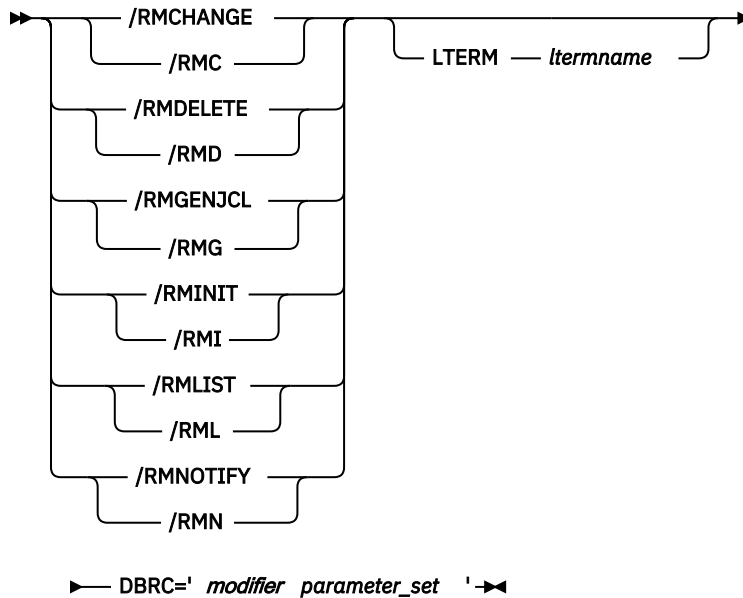 /RMCHANGE
/RMC
LTERM ltermname
/RMDELETE
/RMD
/RMGENJCL
/RMG
/RMINIT
/RMI
/RMLIST
/RML
/RMNOTIFY
/RMN
DBRC=' modifier parameter_set '